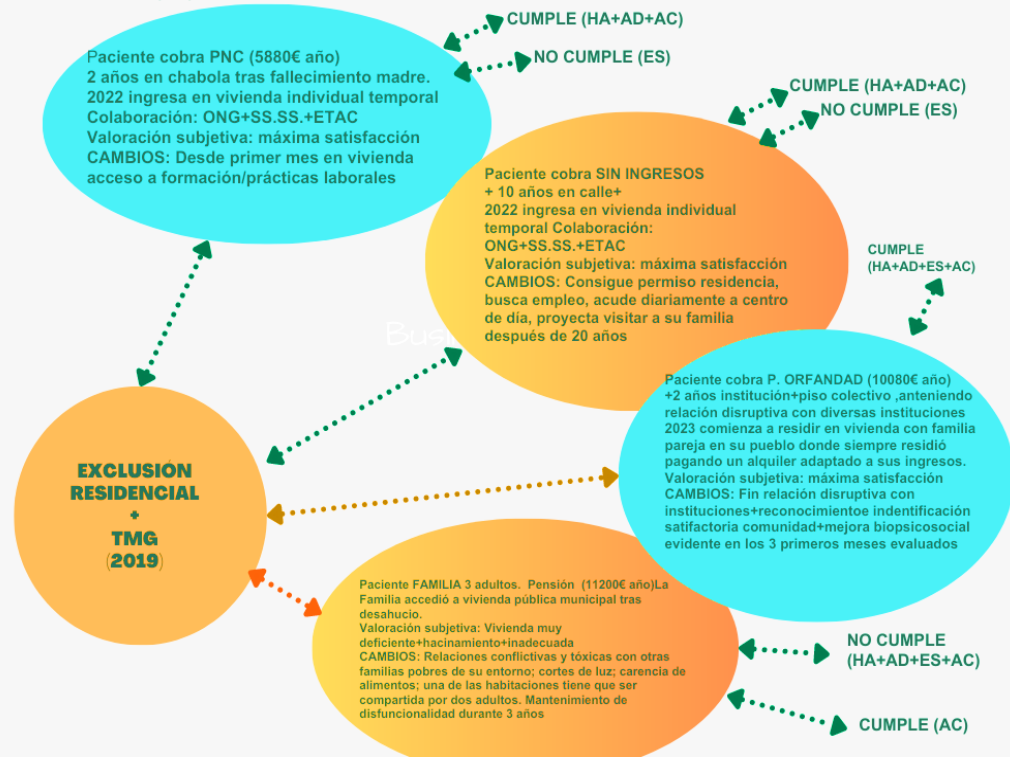 CUMPLE (HA+AD+AC)
NO CUMPLE (ES)
Paciente cobra PNC (5880€ año)
2 años en chabola tras fallecimiento madre.
2022 ingresa en vivienda individual temporal
Colaboración: ONG+SS.SS.+ETAC
Valoración subjetiva: máxima satisfacción
CAMBIOS: Desde primer mes en vivienda
acceso a formación/prácticas laborales
CUMPLE (HA+AD+AC)
NO CUMPLE (ES)
Paciente cobra SIN INGRESOS
+ 10 años en calle+
2022 ingresa en vivienda individual
temporal Colaboración:
ONG+SS.SS.+ETAC
Valoración subjetiva: máxima satisfacción
CAMBIOS: Consigue permiso residencia,
busca empleo, acude diariamente a centro
de día, proyecta visitar a su familia
después de 20 años
CUMPLE
(HA+AD+ES+AC)
Paciente cobra P. ORFANDAD (10080€ año)
+2 años institución+piso colectivo ,anteniendo
relación disruptiva con diversas instituciones
2023 comienza a residir en vivienda con familia
pareja en su pueblo donde siempre residió
pagando un alquiler adaptado a sus ingresos.
Valoración subjetiva: máxima satisfacción
CAMBIOS: Fin relación disruptiva con
instituciones+reconocimientoe indentificación
satifactoria comunidad+mejora biopsicosocial
evidente en los 3 primeros meses evaluados
EXCLUSIÓN
RESIDENCIAL
+
TMG
(2019)
Paciente FAMILIA 3 adultos. Pensión (11200€ año)La
Familia accedió a vivienda pública municipal tras
desahucio.
Valoración subjetiva: Vivienda muy
deficiente+hacinamiento+inadecuada
CAMBIOS: Relaciones conflictivas y tóxicas con otras
familias pobres de su entorno; cortes de luz; carencia de
alimentos; una de las habitaciones tiene que ser
compartida por dos adultos. Mantenimiento de
disfuncionalidad durante 3 años
NO CUMPLE
(HA+AD+ES+AC)
CUMPLE (AC)